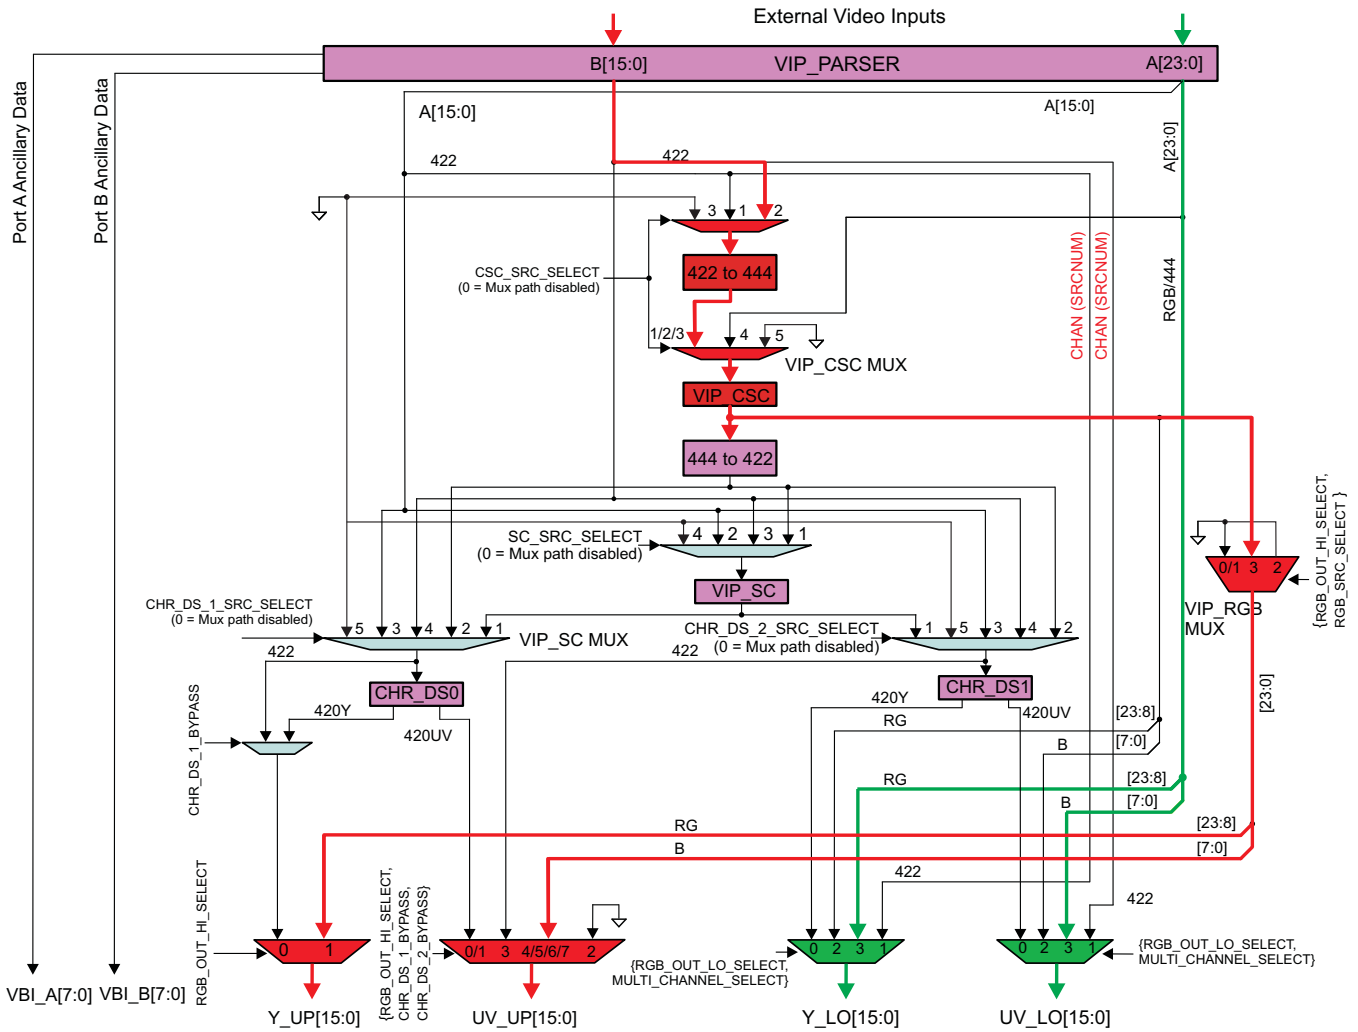 External Video Inputs
B[15:0]
VIP_PARSER
A[23:0]
A[15:0]
A[15:0]
Port A Ancillary Data
Port B Ancillary Data
A[23:0]
422
422
3 1 2
CSC_SRC_SELECT
(0 = Mux path disabled)
422 to 444
CHAN (SRCNUM)
CHAN (SRCNUM)
RGB/444
1/2/3 4 5
VIP_CSC MUX
VIP_CSC
444 to 422
SC_SRC_SELECT
(0 = Mux path disabled)
4 2 3 1
{RGB_OUT_HI_SELECT,
RGB_SRC_SELECT }
0/1 3 2
VIP_SC
VIP_RGB
MUX
CHR_DS_1_SRC_SELECT
(0 = Mux path disabled)
5 3 4 2 1
VIP_SC MUX
CHR_DS_2_SRC_SELECT
(0 = Mux path disabled)
1 5 3 4 2
422
422
CHR_DS0
CHR_DS1
420Y
420UV
420Y
420UV
[23:8]
RG
[7:0]
B
[23:0]
CHR_DS_1_BYPASS
RG
[23:8]
B
[7:0]
RG
[23:8]
B
[7:0]
422
422
RGB_OUT_HI_SELECT
{RGB_OUT_HI_SELECT,
CHR_DS_1_BYPASS,
CHR_DS_2_BYPASS}
0 1
0/1 3 4/5/6/7 2
0 2 3 1
0 2 3 1
{RGB_OUT_LO_SELECT,
MULTI_CHANNEL_SELECT}
{RGB_OUT_LO_SELECT,
MULTI_CHANNEL_SELECT}
VBI_A[7:0]
VBI_B[7:0]
Y_UP[15:0]
UV_UP[15:0]
Y_LO[15:0]
UV_LO[15:0]